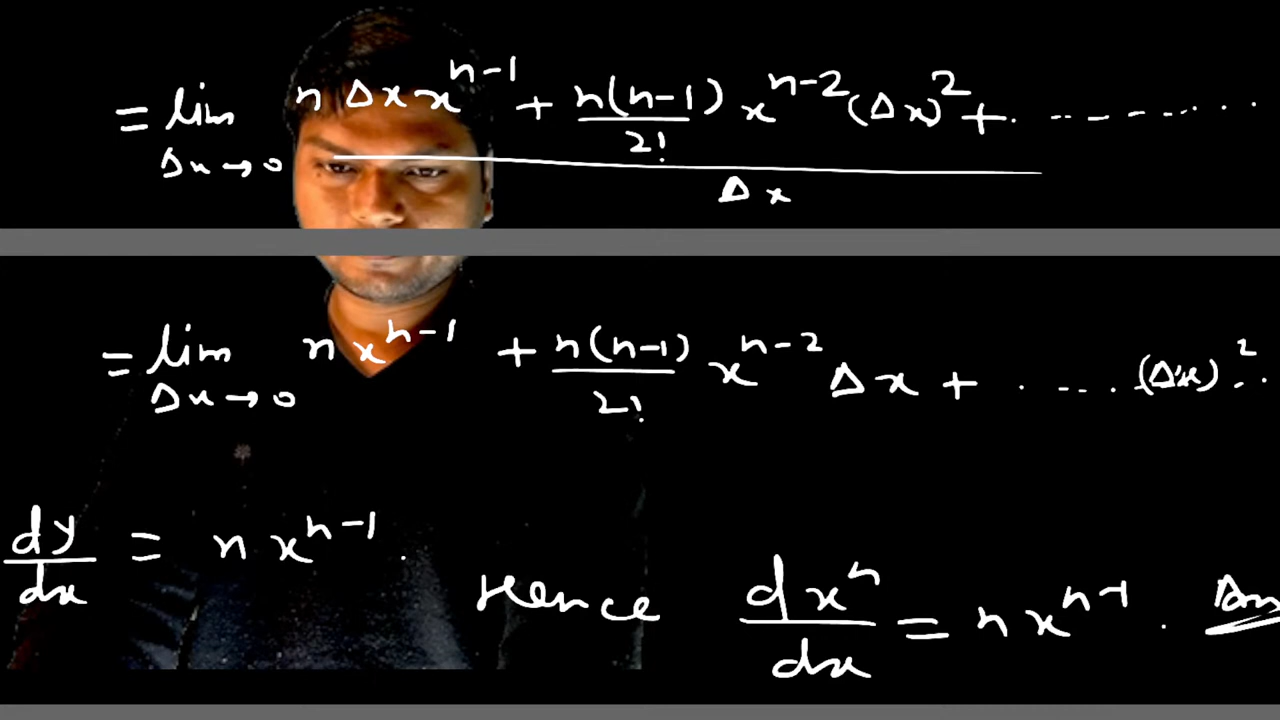 = lim Δx→0 (n Δx x^(n-1) + n(n-1)/2! x^(n-2) (Δx)^2 + ..........) / Δx
= lim Δx→0 n x^(n-1) + n(n-1)/2! x^(n-2) Δx + ..... (Δx)^2 ...
dy/dx = n x^(n-1).
Hence dx^n/dx = n x^(n-1). Ans